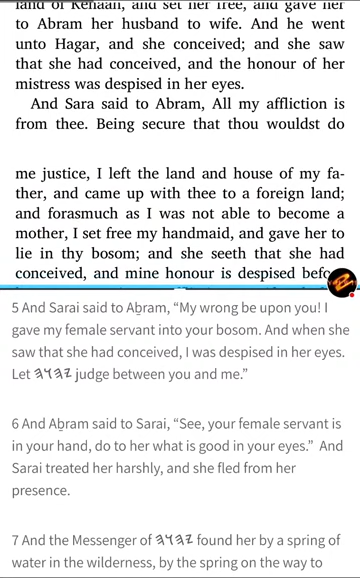 land of Kenaan, and set her free, and gave her
to Abram her husband to wife. And he went
unto Hagar, and she conceived; and she saw
that she had conceived, and the honour of her
mistress was despised in her eyes.
And Sara said to Abram, All my affliction is
from thee. Being secure that thou wouldst do
me justice, I left the land and house of my fa-
ther, and came up with thee to a foreign land;
and forasmuch as I was not able to become a
mother, I set free my handmaid, and gave her to
lie in thy bosom; and she seeth that she had
conceived, and mine honour is despised
5 And Sarai said to Aḇram, “My wrong be upon you! I
gave my female servant into your bosom. And when she
saw that she had conceived, I was despised in her eyes.
Let 𐤉𐤄𐤅𐤄 judge between you and me.”
6 And Aḇram said to Sarai, “See, your female servant is
in your hand, do to her what is good in your eyes.” And
Sarai treated her harshly, and she fled from her
presence.
7 And the Messenger of 𐤉𐤄𐤅𐤄 found her by a spring of
water in the wilderness, by the spring on the way to